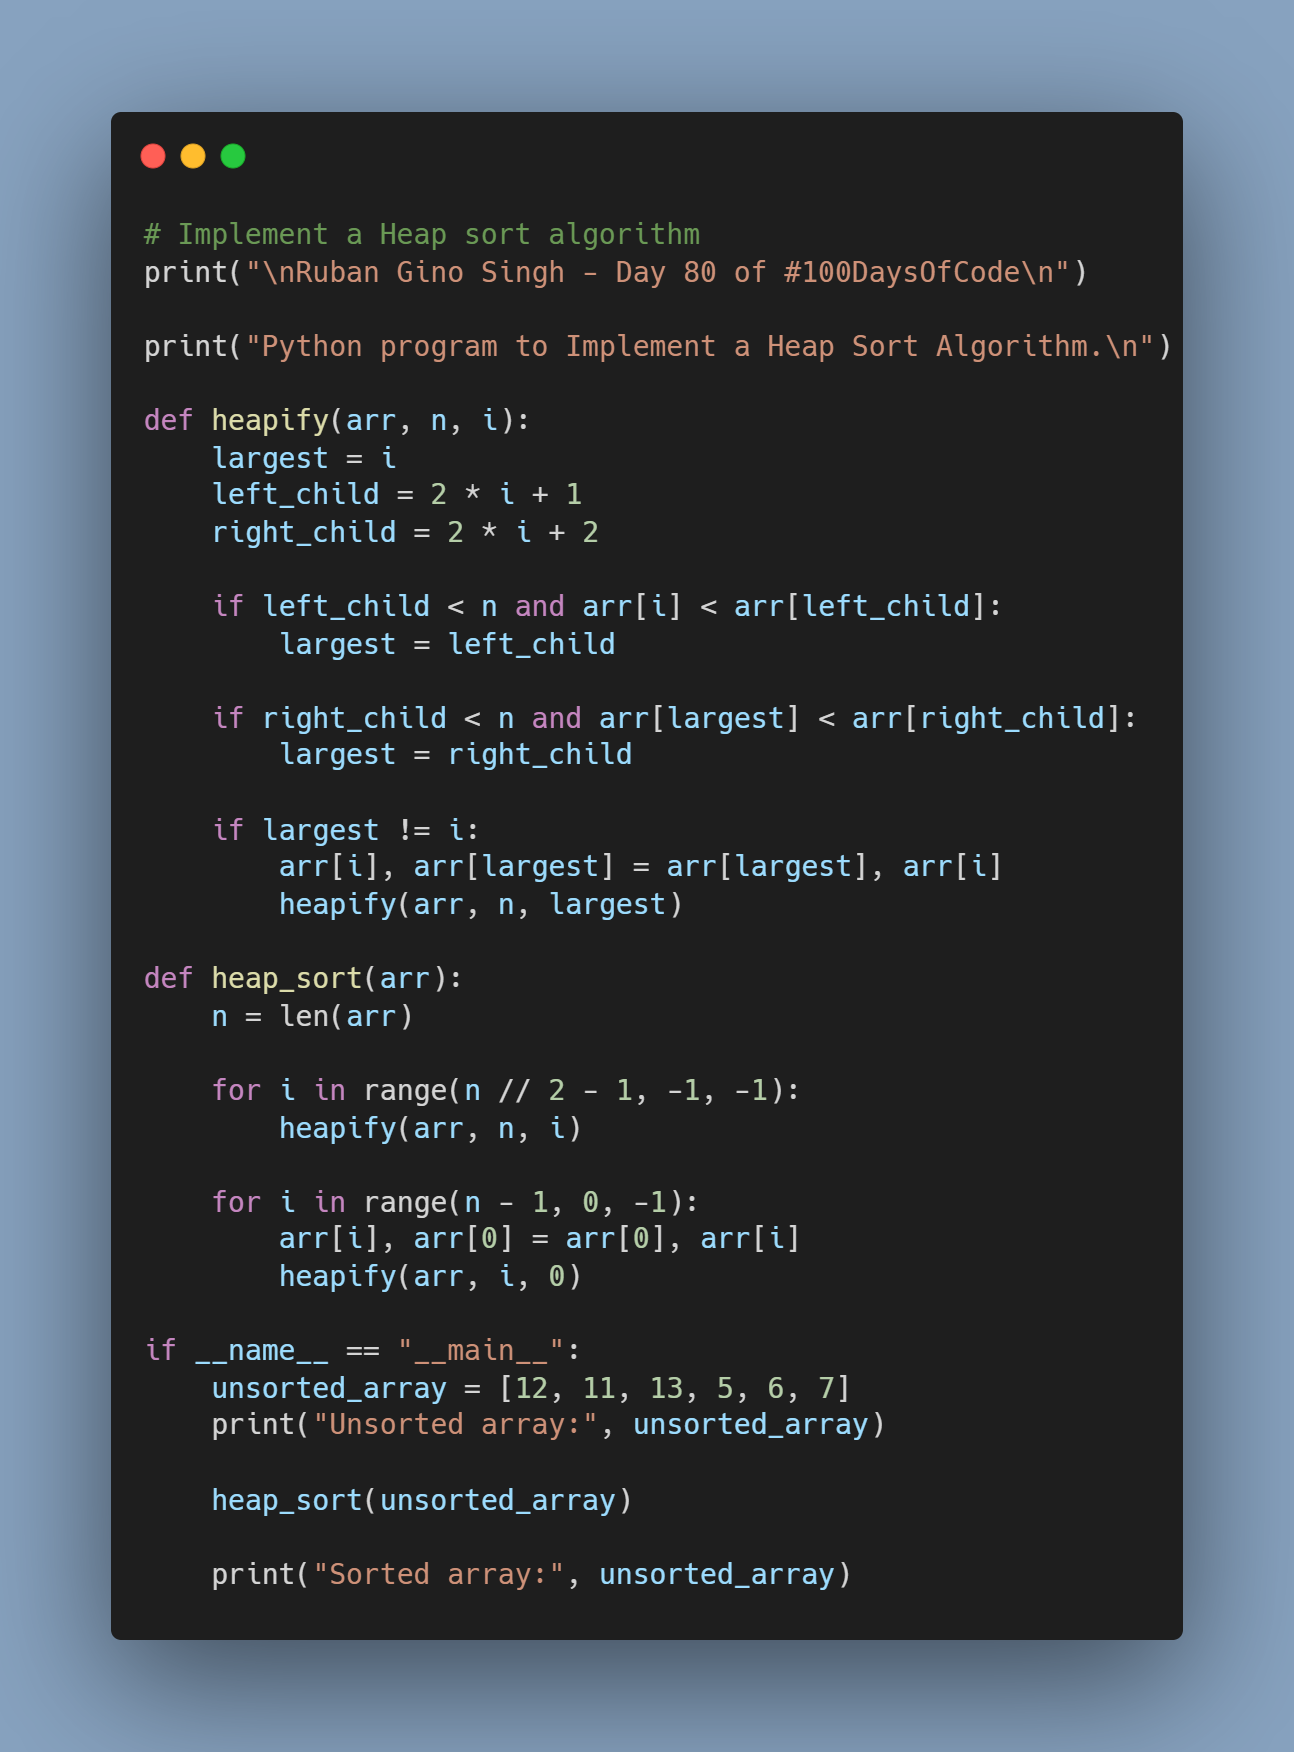 # Implement a Heap sort algorithm
print("\nRuban Gino Singh - Day 80 of #100DaysOfCode\n")

print("Python program to Implement a Heap Sort Algorithm.\n")

def heapify(arr, n, i):
    largest = i
    left_child = 2 * i + 1
    right_child = 2 * i + 2

    if left_child < n and arr[i] < arr[left_child]:
        largest = left_child

    if right_child < n and arr[largest] < arr[right_child]:
        largest = right_child

    if largest != i:
        arr[i], arr[largest] = arr[largest], arr[i]
        heapify(arr, n, largest)

def heap_sort(arr):
    n = len(arr)

    for i in range(n // 2 - 1, -1, -1):
        heapify(arr, n, i)

    for i in range(n - 1, 0, -1):
        arr[i], arr[0] = arr[0], arr[i]
        heapify(arr, i, 0)

if __name__ == "__main__":
    unsorted_array = [12, 11, 13, 5, 6, 7]
    print("Unsorted array:", unsorted_array)

    heap_sort(unsorted_array)

    print("Sorted array:", unsorted_array)